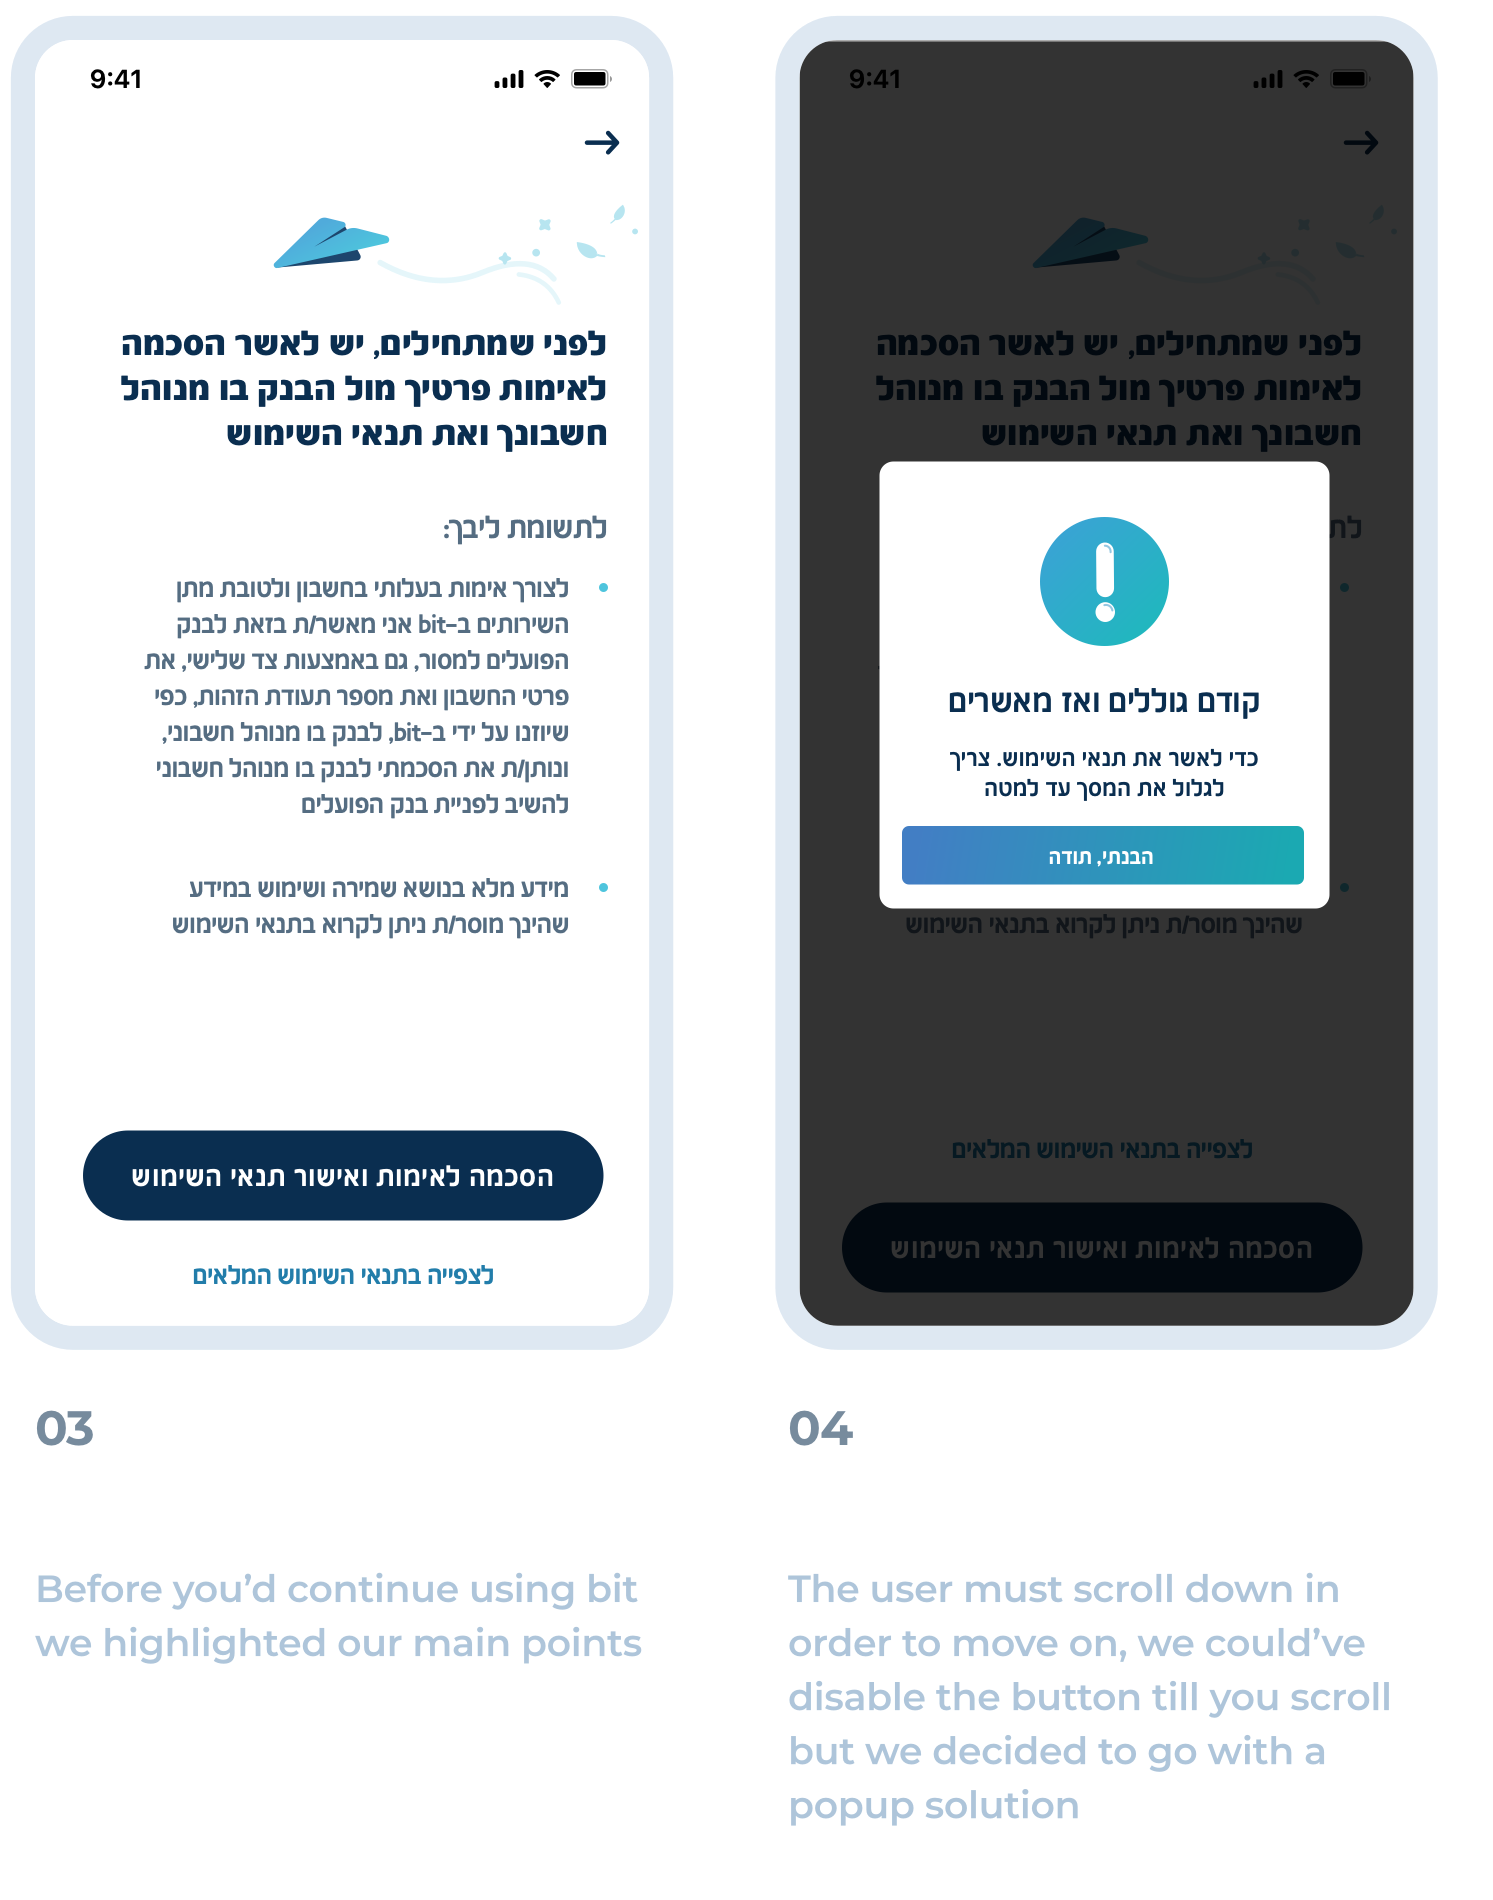 9:41
לפני שמתחילים, יש לאשר הסכמה
לאימות פרטיך מול הבנק בו מנוהל
חשבונך ואת תנאי השימוש
לתשומת ליבך:
לצורך אימות בעלותי בחשבון ולטובת מתן
השירותים ב-bit אני מאשר/ת בזאת לבנק
הפועלים למסור, גם באמצעות צד שלישי, את
פרטי החשבון ואת מספר תעודת הזהות, כפי
שיוזנו על ידי ב-bit, לבנק בו מנוהל חשבוני,
ונותן/ת את הסכמתי לבנק בו מנוהל חשבוני
להשיב לפניית בנק הפועלים
מידע מלא בנושא שמירה ושימוש במידע
שהינך מוסר/ת ניתן לקרוא בתנאי השימוש
הסכמה לאימות ואישור תנאי השימוש
לצפייה בתנאי השימוש המלאים
03
Before you’d continue using bit
we highlighted our main points
9:41
לפני שמתחילים, יש לאשר הסכמה
לאימות פרטיך מול הבנק בו מנוהל
חשבונך ואת תנאי השימוש
לת
קודם גוללים ואז מאשרים
כדי לאשר את תנאי השימוש. צריך
לגלול את המסך עד למטה
הבנתי, תודה
שהינך מוסר/ת ניתן לקרוא בתנאי השימוש
לצפייה בתנאי השימוש המלאים
הסכמה לאימות ואישור תנאי השימוש
04
The user must scroll down in
order to move on, we could’ve
disable the button till you scroll
but we decided to go with a
popup solution